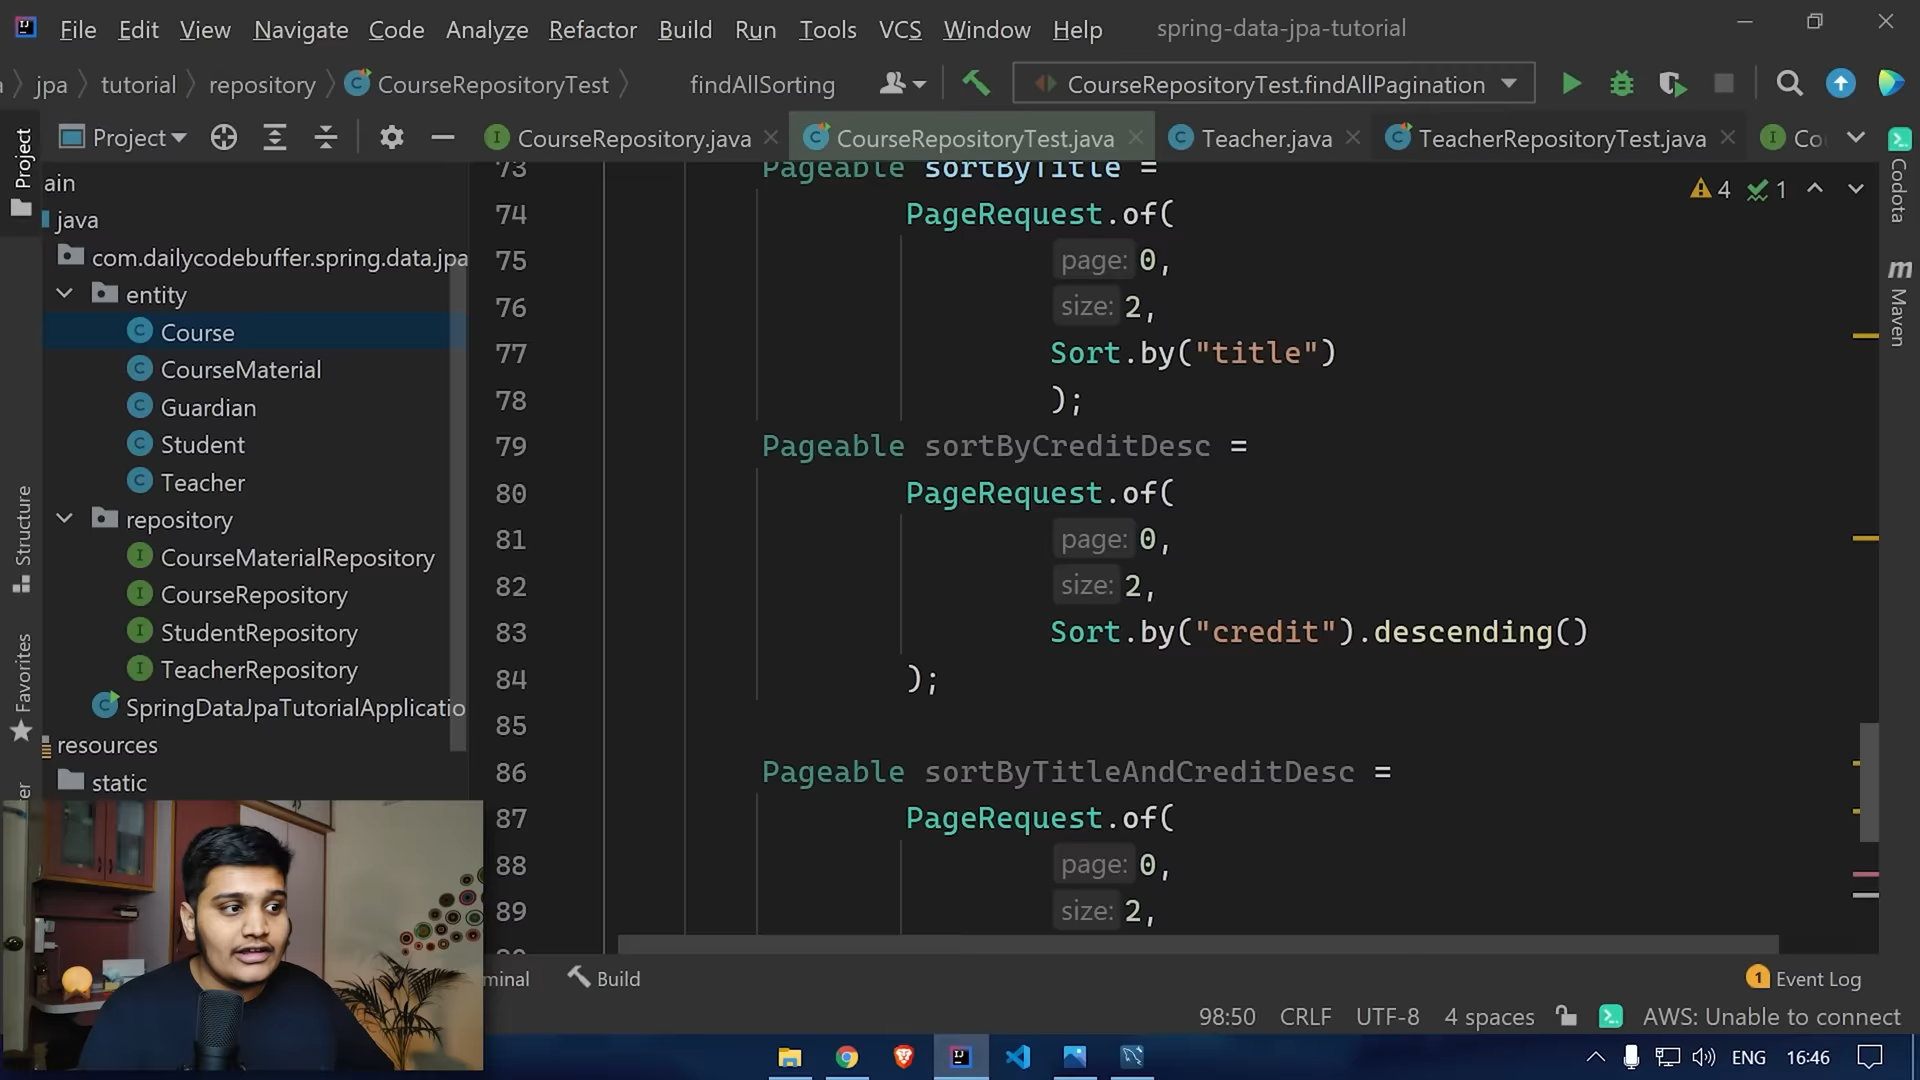 File Edit View Navigate Code Analyze Refactor Build Run Tools VCS Window Help spring-data-jpa-tutorial
jpa tutorial repository CourseRepositoryTest findAllSorting CourseRepositoryTest.findAllPagination
Project CourseRepository.java CourseRepositoryTest.java Teacher.java TeacherRepositoryTest.java Co
Project
Structure
Favorites
ain
java
com.dailycodebuffer.spring.data.jpa
entity
Course
CourseMaterial
Guardian
Student
Teacher
repository
CourseMaterialRepository
CourseRepository
StudentRepository
TeacherRepository
SpringDataJpaTutorialApplicatio
resources
static
73 Pageable sortByTitle =
74 PageRequest.of(
75 page: 0,
76 size: 2,
77 Sort.by("title")
78 );
79 Pageable sortByCreditDesc =
80 PageRequest.of(
81 page: 0,
82 size: 2,
83 Sort.by("credit").descending()
84 );
85
86 Pageable sortByTitleAndCreditDesc =
87 PageRequest.of(
88 page: 0,
89 size: 2,
4 1
Codota
m Maven
minal Build 1 Event Log
98:50 CRLF UTF-8 4 spaces AWS: Unable to connect
ENG 16:46